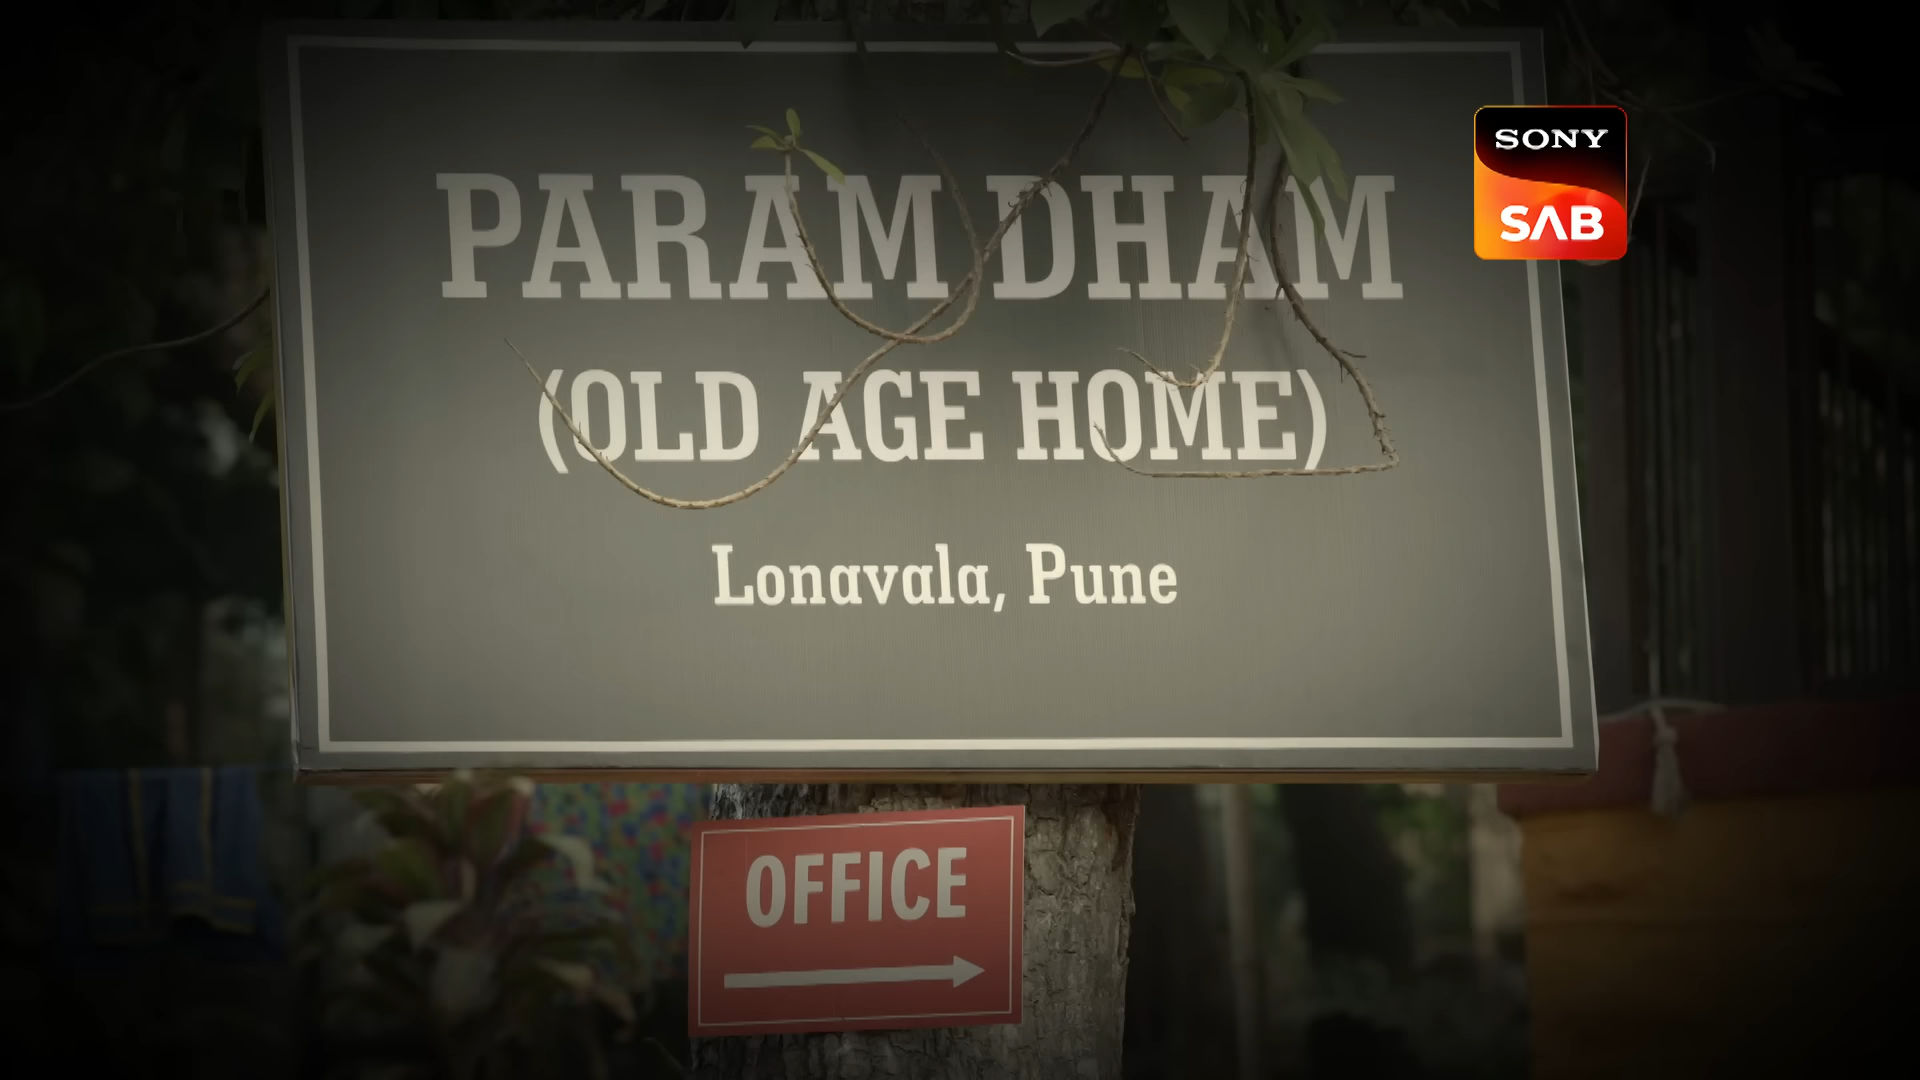 PARAM DHAM
(OLD AGE HOME)
Lonavala, Pune
SONY
SAB
OFFICE